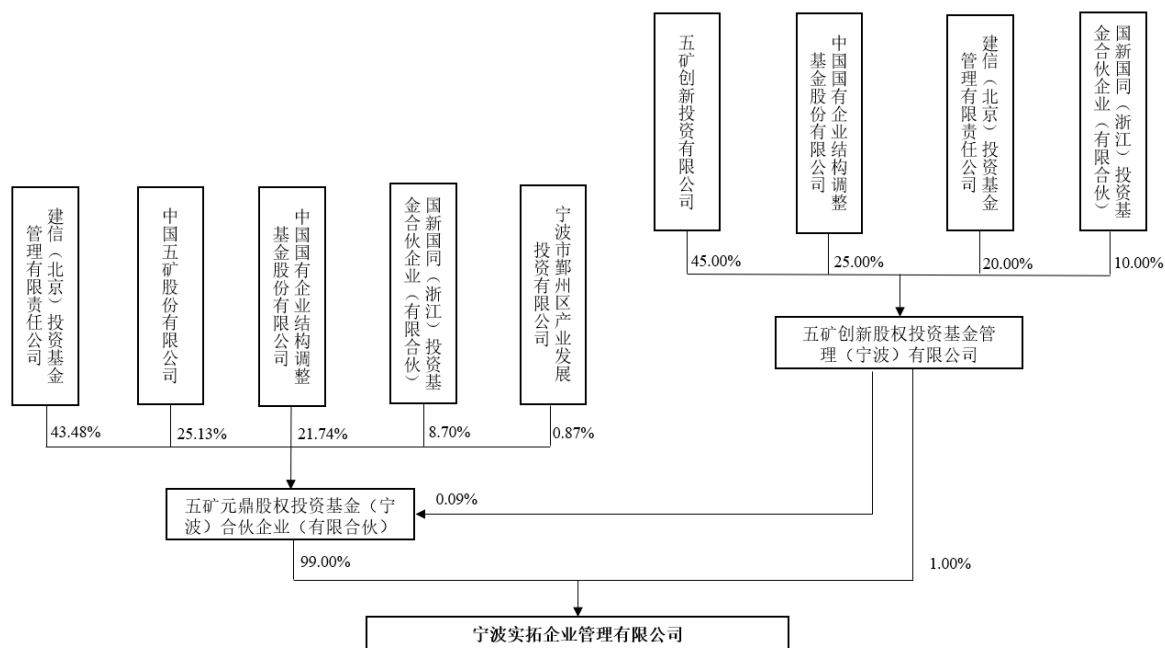 五矿创新投资有限公司
中国国有企业结构调整
基金股份有限公司
建信（北京）投资基金
管理有限责任公司
国新国同（浙江）投资基
金合伙企业（有限合伙）
45.00%
25.00%
20.00%
10.00%
五矿创新股权投资基金管
理（宁波）有限公司
建信（北京）投资基金
管理有限责任公司
中国五矿股份有限公司
中国国有企业结构调整
基金股份有限公司
国新国同（浙江）投资基
金合伙企业（有限合伙）
宁波市鄞州区产业发展
投资有限公司
43.48%
25.13%
21.74%
8.70%
0.87%
五矿元鼎股权投资基金（宁
波）合伙企业（有限合伙）
0.09%
99.00%
1.00%
宁波实拓企业管理有限公司